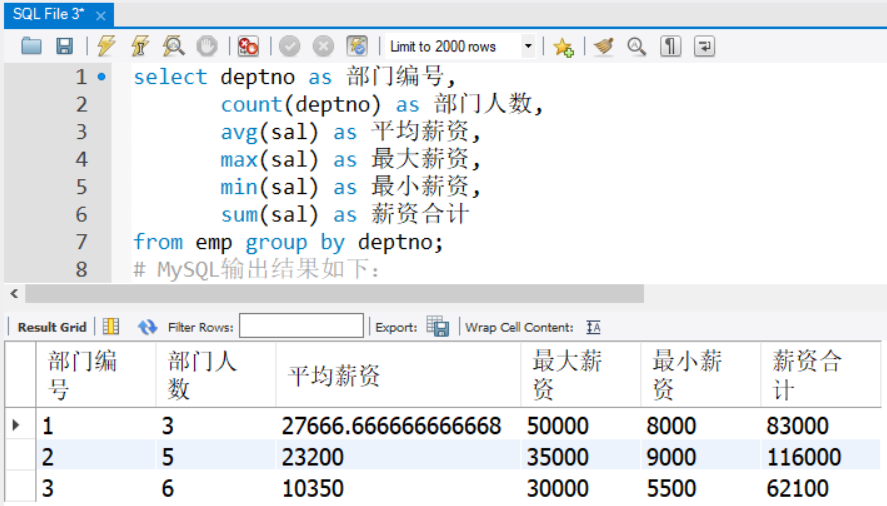 SQL File 3*
Limit to 2000 rows
1 select deptno as 部门编号,
2 count(deptno) as 部门人数,
3 avg(sal) as 平均薪资,
4 max(sal) as 最大薪资,
5 min(sal) as 最小薪资,
6 sum(sal) as 薪资合计
7 from emp group by deptno;
8 # MySQL输出结果如下：
Result Grid Filter Rows: Export: Wrap Cell Content:
部门编号 部门人数 平均薪资 最大薪资 最小薪资 薪资合计
1 3 27666.666666666668 50000 8000 83000
2 5 23200 35000 9000 116000
3 6 10350 30000 5500 62100